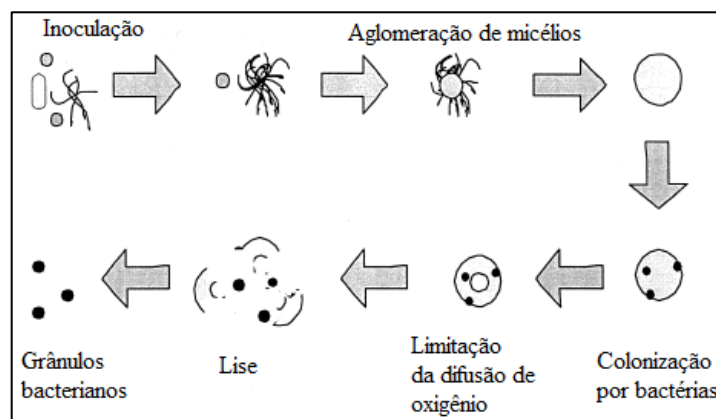 Inoculação
Aglomeração de micélios
Grânulos
bacterianos
Lise
Limitação
da difusão de
oxigênio
Colonização
por bactérias